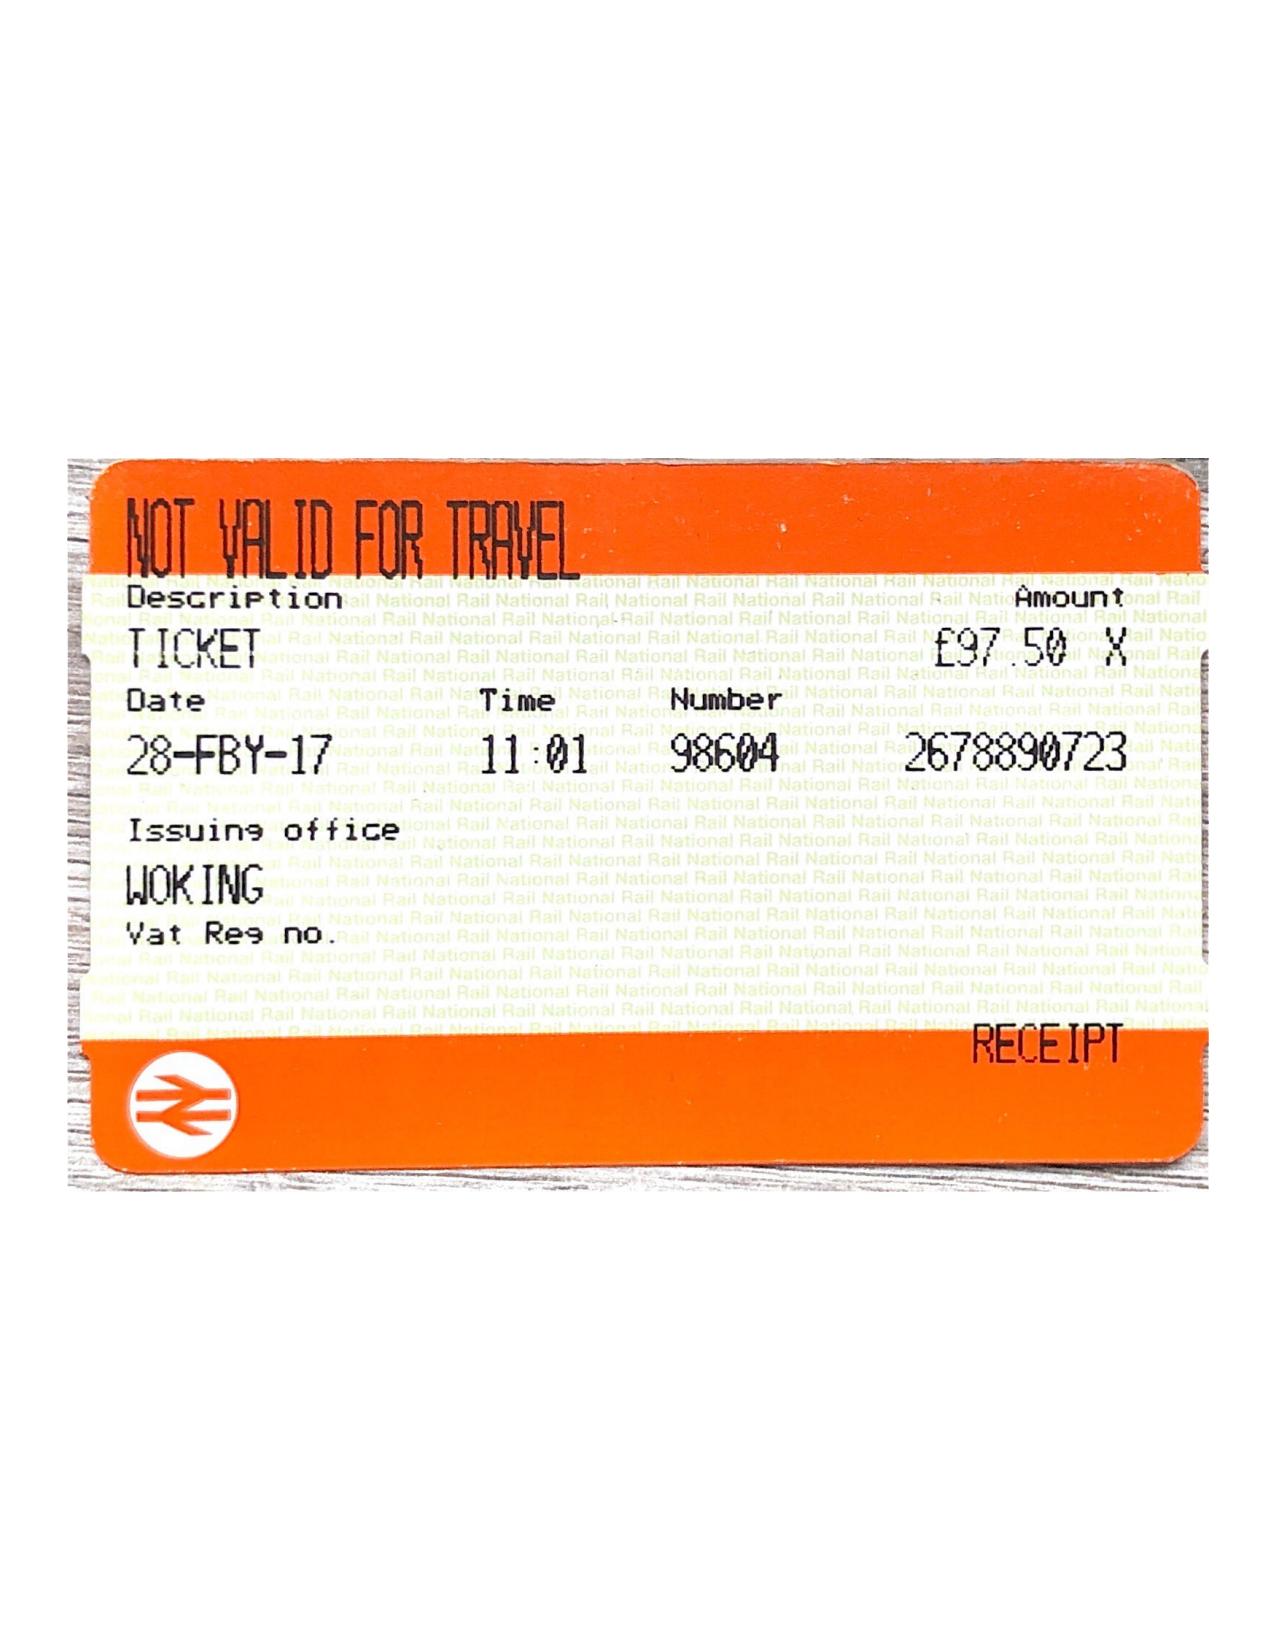 NOT VALID FOR TRAVEL
Description Amount
TICKET £97.50 X
Date Time Number
28-FBY-17 11:01 98604 2678890723
Issuing office
WOKING
Vat Reg no.
RECEIPT